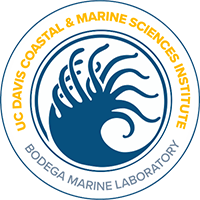 UC DAVIS COASTAL & MARINE SCIENCES INSTITUTE
BODEGA MARINE LABORATORY